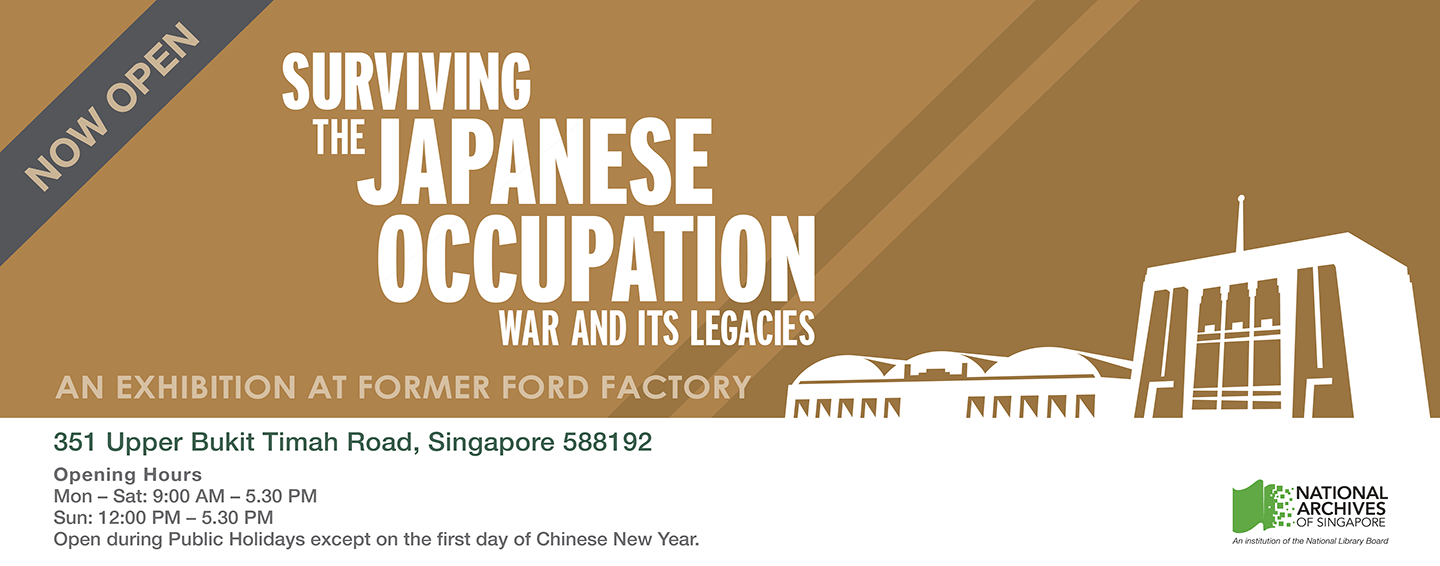 NOW OPEN
SURVIVING
THE JAPANESE
OCCUPATION
WAR AND ITS LEGACIES
AN EXHIBITION AT FORMER FORD FACTORY
351 Upper Bukit Timah Road, Singapore 588192
Opening Hours
Mon – Sat: 9:00 AM – 5.30 PM
Sun: 12:00 PM – 5.30 PM
Open during Public Holidays except on the first day of Chinese New Year.
NATIONAL
ARCHIVES
OF SINGAPORE
An institution of the National Library Board